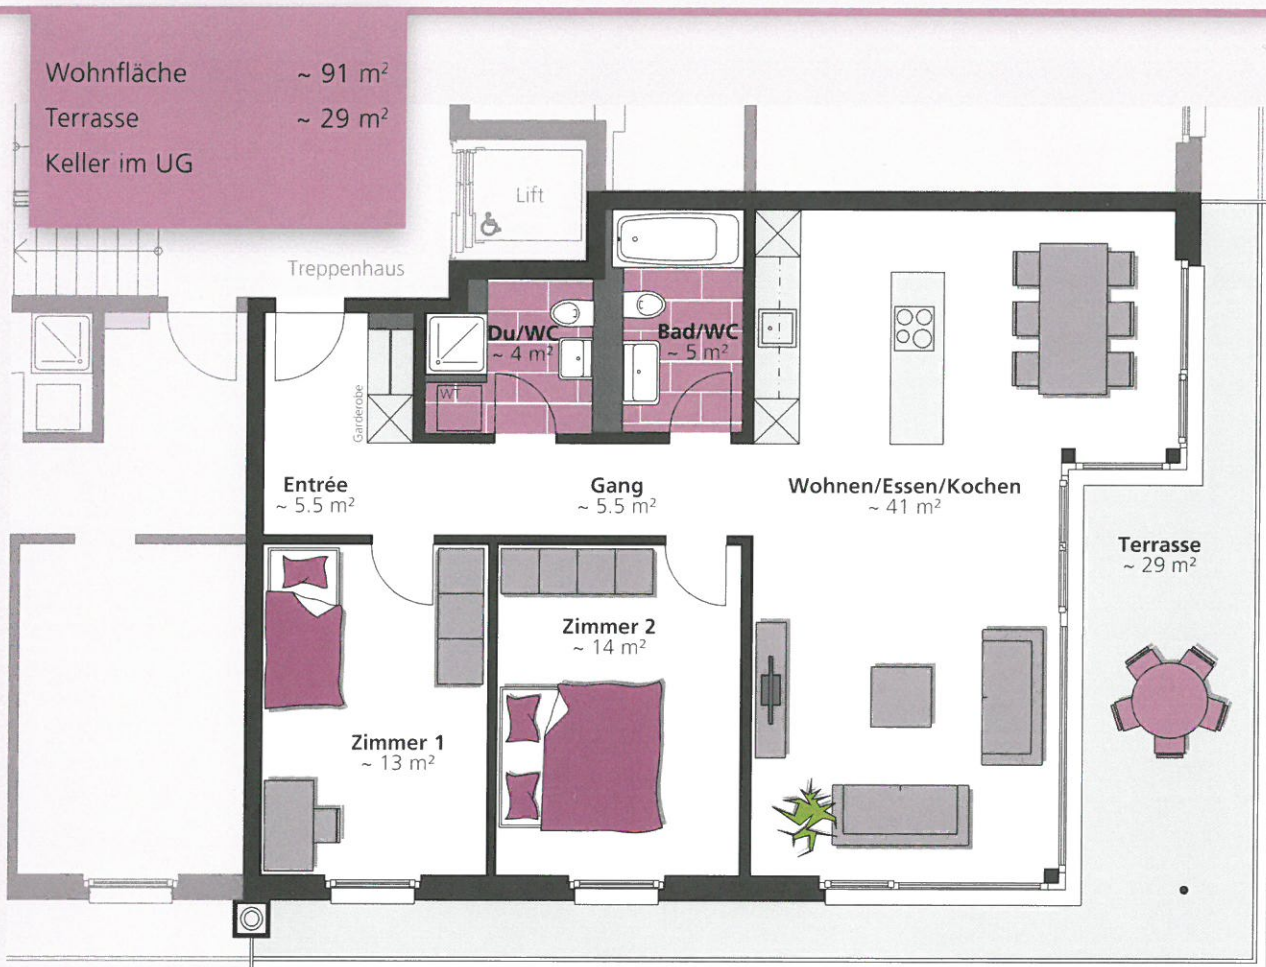 Wohnfläche ~ 91 m²
Terrasse ~ 29 m²
Keller im UG
Lift
Treppenhaus
Du/WC
~ 4 m²
Bad/WC
~ 5 m²
WT
Garderobe
Entrée
~ 5.5 m²
Gang
~ 5.5 m²
Wohnen/Essen/Kochen
~ 41 m²
Terrasse
~ 29 m²
Zimmer 2
~ 14 m²
Zimmer 1
~ 13 m²